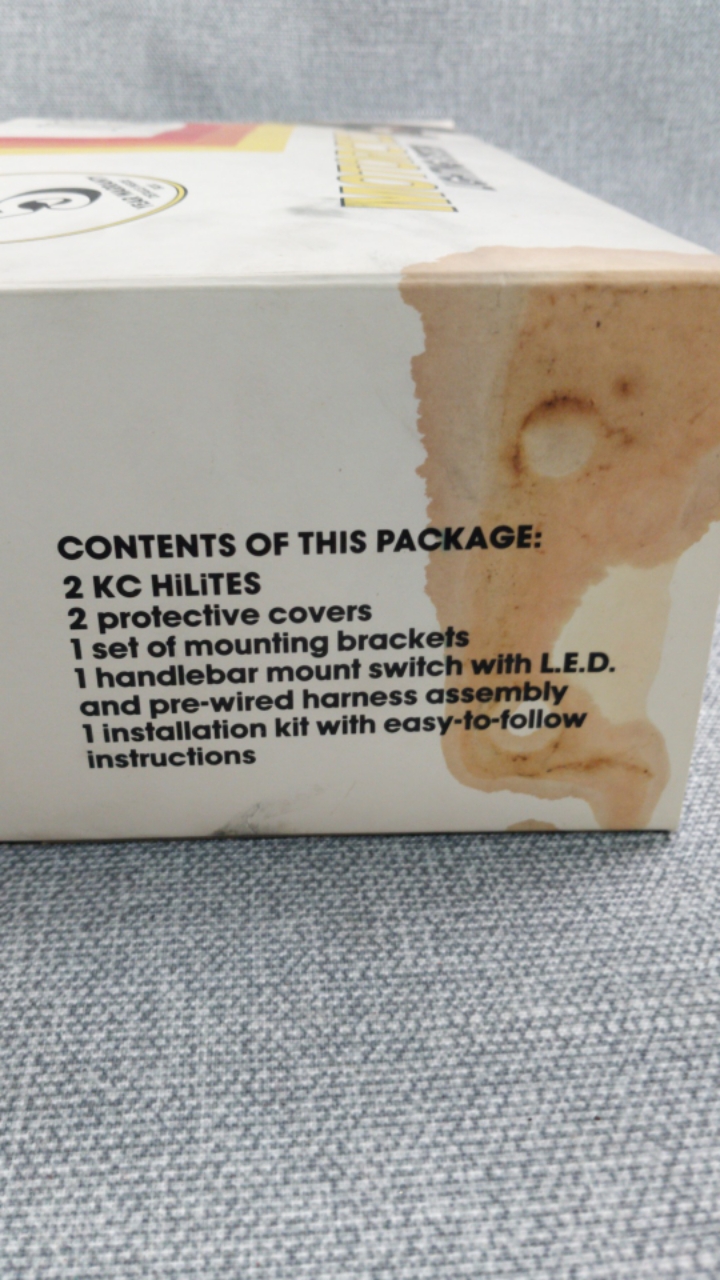 CONTENTS OF THIS PACKAGE:
2 KC HiLiTES
2 protective covers
1 set of mounting brackets
1 handlebar mount switch with L.E.D.
and pre-wired harness assembly
1 installation kit with easy-to-follow
instructions